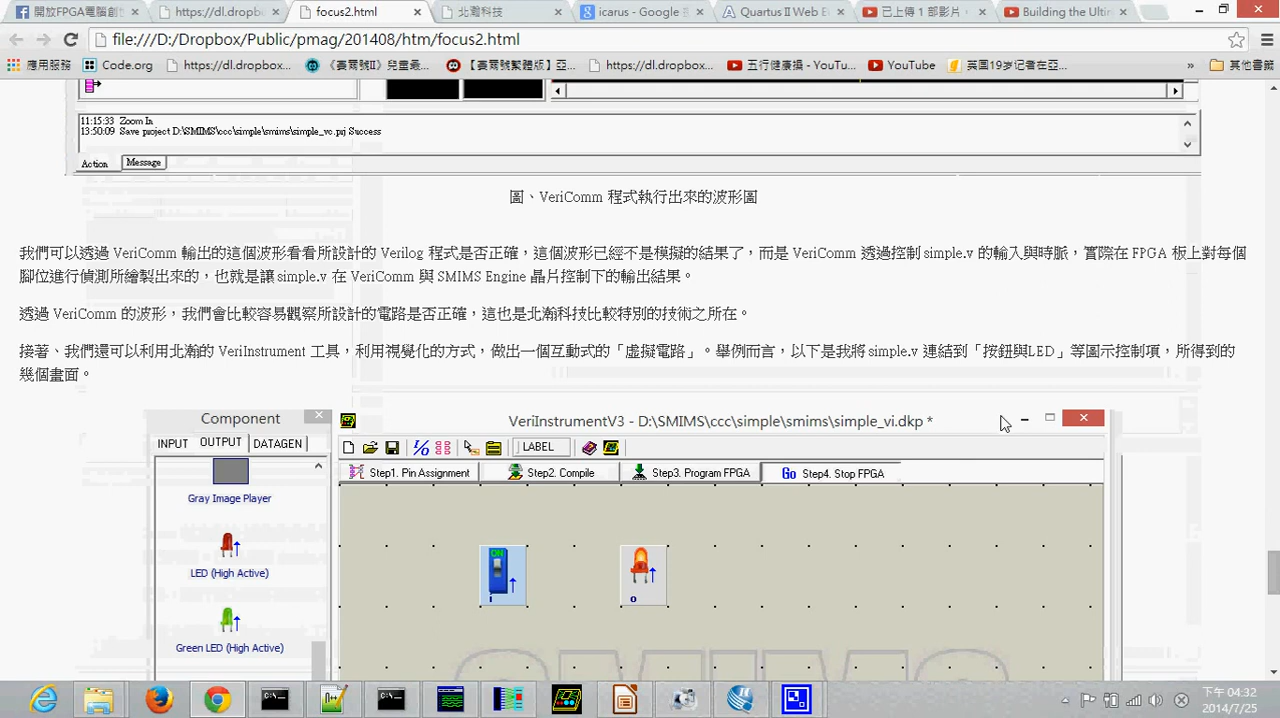 開放FPGA電腦創
https://dl.dropbox
focus2.html
北瀚科技
icarus - Google 搜
Quartus II Web E
已上傳 1 部影片
Building the Ultin
file:///D:/Dropbox/Public/pmag/201408/htm/focus2.html
應用服務
Code.org
https://dl.dropbox...
《裴爾號II》兒童最...
【裴爾號繁體版】亞...
https://dl.dropbox...
五行健康操 - YouTu...
YouTube
英国19岁记者在亚...
»
其他書籤
11:15:33 Zoom In
13:50:09 Save project D:\SMIMS\ccc\simple\smims\simple_vc.prj Success
Action
Message
圖、VeriComm 程式執行出來的波形圖
我們可以透過 VeriComm 輸出的這個波形看看所設計的 Verilog 程式是否正確，這個波形已經不是模擬的結果了，而是 VeriComm 透過控制 simple.v 的輸入與時脈，實際在 FPGA 板上對每個
腳位進行偵測所繪製出來的，也就是讓 simple.v 在 VeriComm 與 SMIMS Engine 晶片控制下的輸出結果。
透過 VeriComm 的波形，我們會比較容易觀察所設計的電路是否正確，這也是北瀚科技比較特別的技術之所在。
接著、我們還可以利用北瀚的 VeriInstrument 工具，利用視覺化的方式，做出一個互動式的「虛擬電路」。舉例而言，以下是我將 simple.v 連結到「按鈕與LED」等圖示控制項，所得到的
幾個畫面。
Component
VeriInstrumentV3 - D:\SMIMS\ccc\simple\smims\simple_vi.dkp *
INPUT
OUTPUT
DATAGEN
LABEL
Step1. Pin Assignment
Step2. Compile
Step3. Program FPGA
Go Step4. Stop FPGA
Gray Image Player
LED (High Active)
Green LED (High Active)
ON
i
o
SMIMS
下午 04:32
2014/7/25